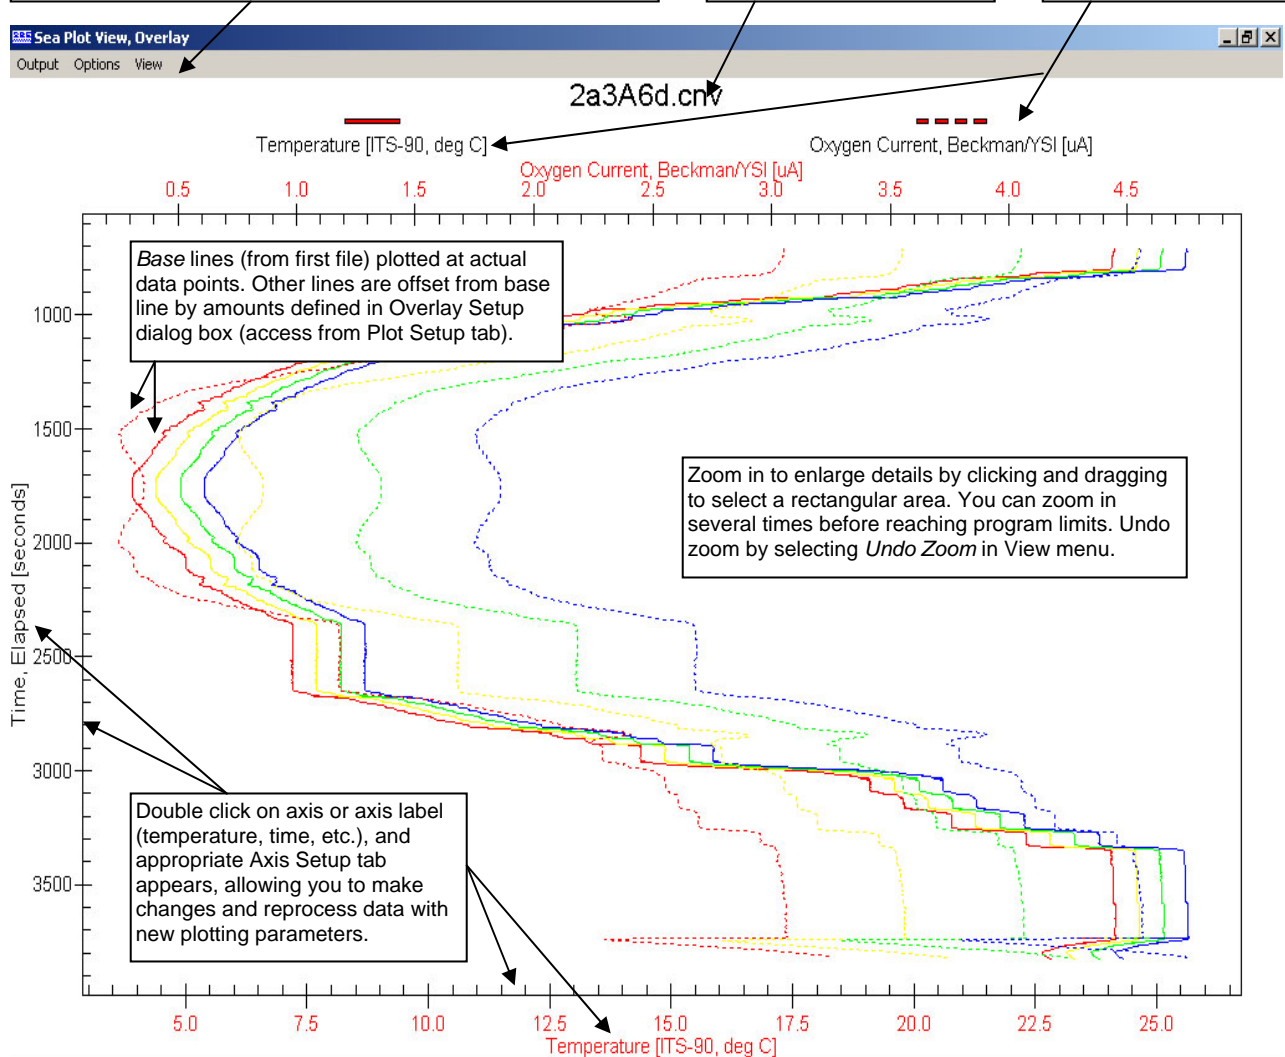 Sea Plot View, Overlay
Output Options View
2a3A6d.cnv
Temperature [ITS-90, deg C]
Oxygen Current, Beckman/YSI [uA]
Oxygen Current, Beckman/YSI [uA]
0.5 1.0 1.5 2.0 2.5 3.0 3.5 4.0 4.5
Base lines (from first file) plotted at actual
data points. Other lines are offset from base
line by amounts defined in Overlay Setup
dialog box (access from Plot Setup tab).
Zoom in to enlarge details by clicking and dragging
to select a rectangular area. You can zoom in
several times before reaching program limits. Undo
zoom by selecting Undo Zoom in View menu.
Time, Elapsed [seconds]
1000
1500
2000
2500
3000
3500
Double click on axis or axis label
(temperature, time, etc.), and
appropriate Axis Setup tab
appears, allowing you to make
changes and reprocess data with
new plotting parameters.
5.0 7.5 10.0 12.5 15.0 17.5 20.0 22.5 25.0
Temperature [ITS-90, deg C]